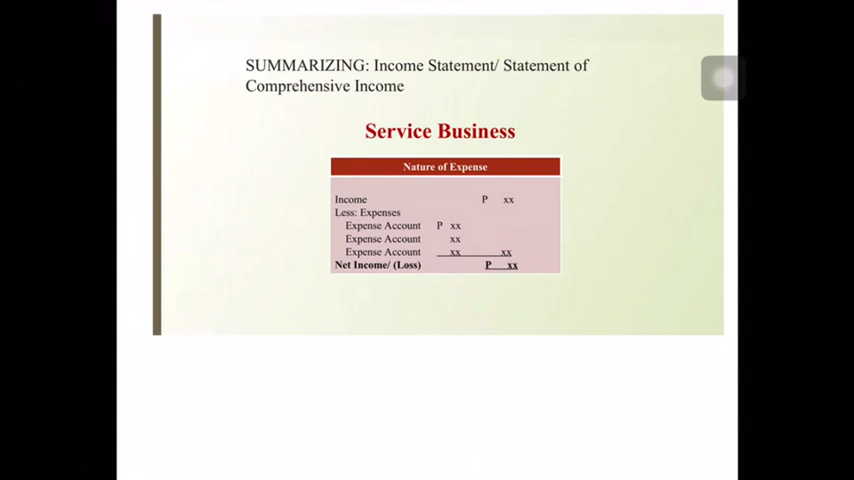 SUMMARIZING: Income Statement/ Statement of
Comprehensive Income
Service Business
Nature of Expense
Income P xx
Less: Expenses
Expense Account P xx
Expense Account xx
Expense Account xx xx
Net Income/ (Loss) P xx